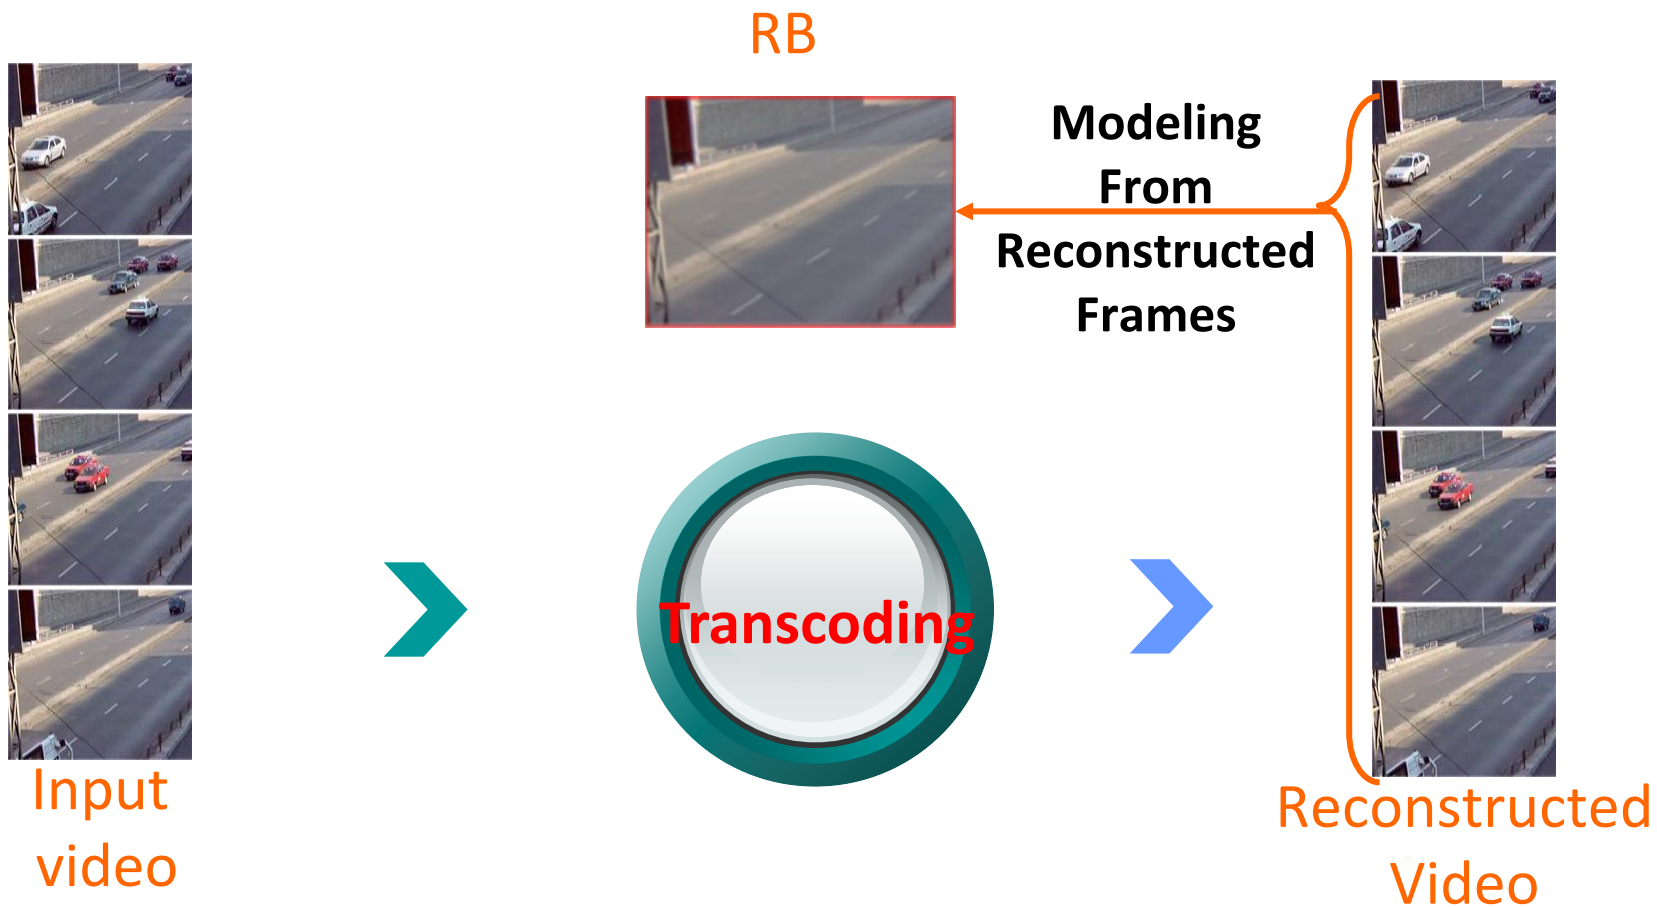 RB
Modeling
From
Reconstructed
Frames
Transcoding
Input
video
Reconstructed
Video